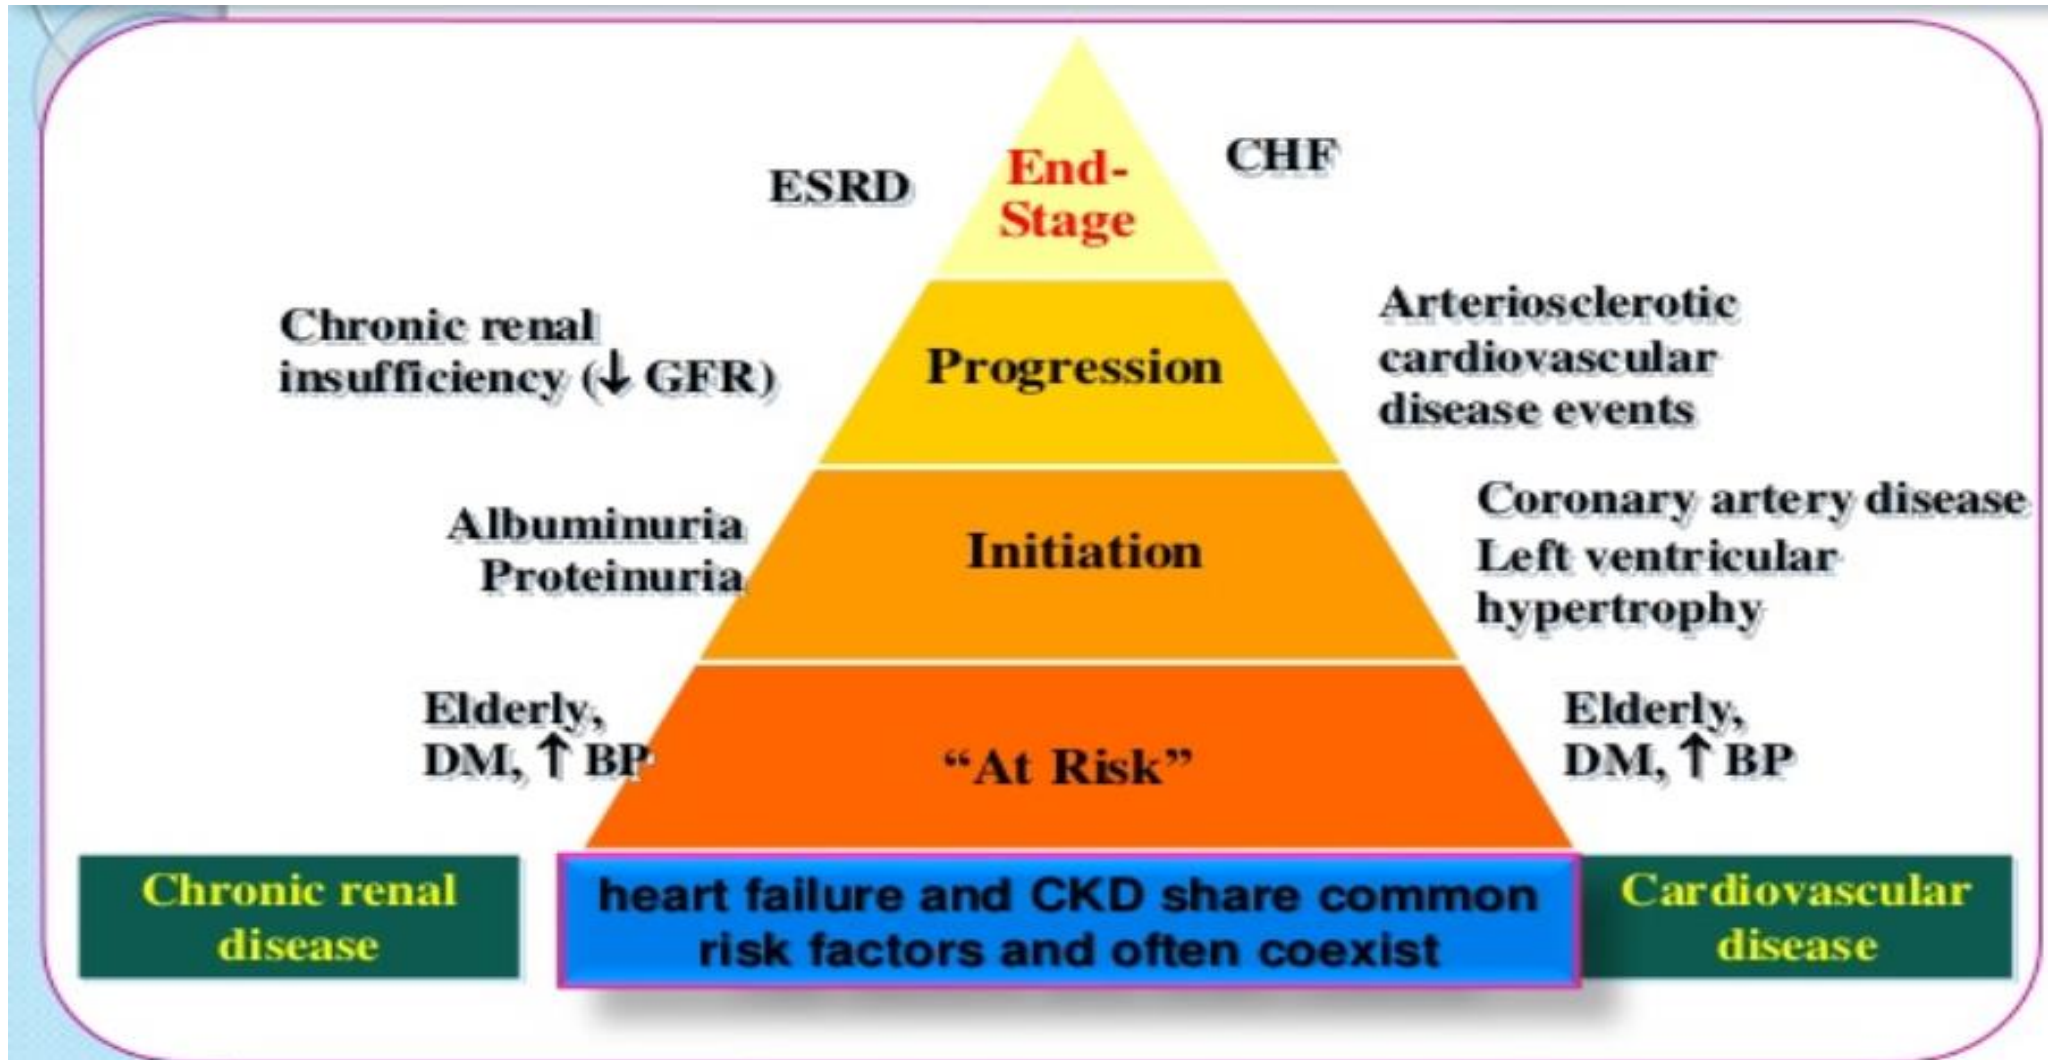 ESRD
End-
Stage
CHF
Chronic renal
insufficiency (↓ GFR)
Progression
Arteriosclerotic
cardiovascular
disease events
Albuminuria
Proteinuria
Initiation
Coronary artery disease
Left ventricular
hypertrophy
Elderly,
DM, ↑ BP
“At Risk”
Elderly,
DM, ↑ BP
Chronic renal
disease
heart failure and CKD share common
risk factors and often coexist
Cardiovascular
disease